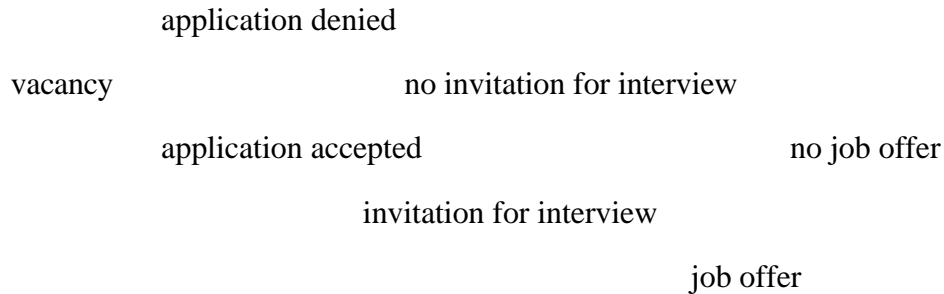 application denied
vacancy no invitation for interview
application accepted no job offer
invitation for interview
job offer